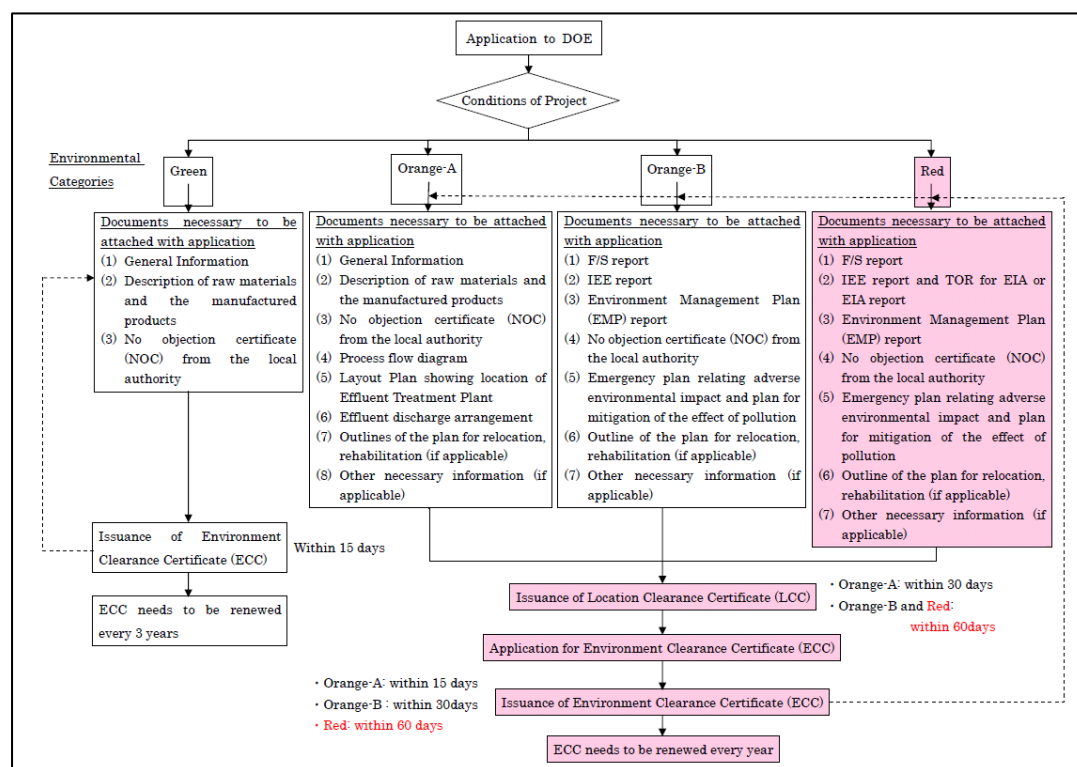 Application to DOE
Conditions of Project
Environmental
Categories
Green
Orange-A
Orange-B
Red
Documents necessary to be
attached with application
(1) General Information
(2) Description of raw materials
and the manufactured
products
(3) No objection certificate
(NOC) from the local
authority
Documents necessary to be attached
with application
(1) General Information
(2) Description of raw materials and
the manufactured products
(3) No objection certificate (NOC)
from the local authority
(4) Process flow diagram
(5) Layout Plan showing location of
Effluent Treatment Plant
(6) Effluent discharge arrangement
(7) Outlines of the plan for relocation,
rehabilitation (if applicable)
(8) Other necessary information (if
applicable)
Documents necessary to be attached
with application
(1) F/S report
(2) IEE report
(3) Environment Management Plan
(EMP) report
(4) No objection certificate (NOC) from
the local authority
(5) Emergency plan relating adverse
environmental impact and plan for
mitigation of the effect of pollution
(6) Outline of the plan for relocation,
rehabilitation (if applicable)
(7) Other necessary information (if
applicable)
Documents necessary to be attached
with application
(1) F/S report
(2) IEE report and TOR for EIA or
EIA report
(3) Environment Management Plan
(EMP) report
(4) No objection certificate (NOC)
from the local authority
(5) Emergency plan relating adverse
environmental impact and plan
for mitigation of the effect of
pollution
(6) Outline of the plan for relocation,
rehabilitation (if applicable)
(7) Other necessary information (if
applicable)
Issuance of Environment
Clearance Certificate (ECC)
Within 15 days
ECC needs to be renewed
every 3 years
Issuance of Location Clearance Certificate (LCC)
・Orange-A: within 30 days
・Orange-B and Red:
within 60days
Application for Environment Clearance Certificate (ECC)
・Orange-A: within 15 days
・Orange-B : within 30days
・Red: within 60 days
Issuance of Environment Clearance Certificate (ECC)
ECC needs to be renewed every year